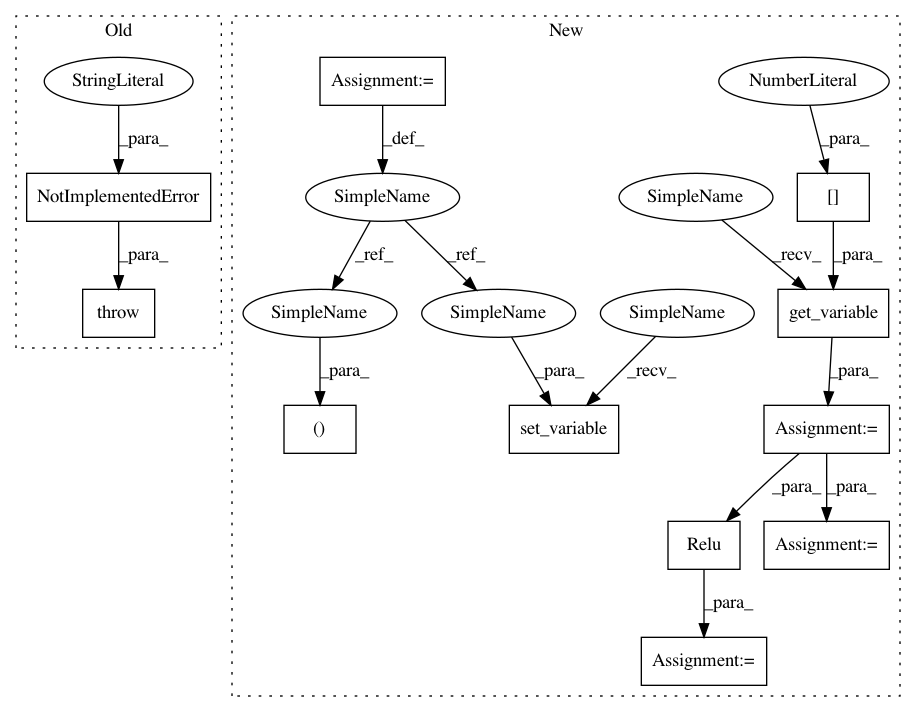 Old
New
StringLiteral
Assignment:=
NumberLiteral
_para_
_def_
_para_
NotImplementedError
SimpleName
SimpleName
[]
_para_
_ref_
_ref_
_recv_
_para_
throw
SimpleName
SimpleName
SimpleName
get_variable
_para_
_para_
_recv_
_para_
()
set_variable
Assignment:=
_para_
_para_
Relu
Assignment:=
_para_
Assignment:=